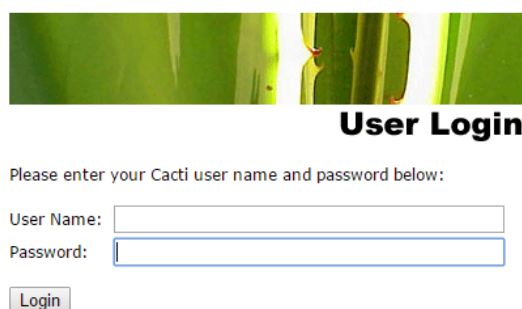 User Login
Please enter your Cacti user name and password below:
User Name:
Password:
Login